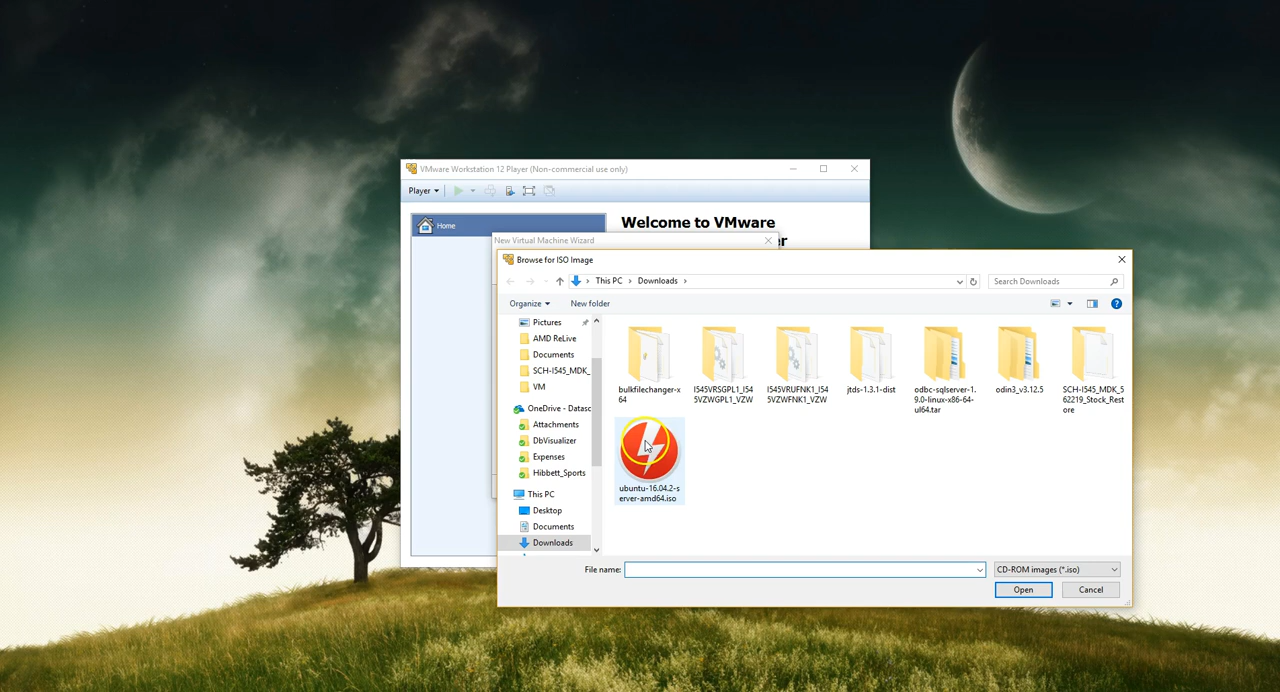 VMware Workstation 12 Player (Non-commercial use only)
Player
Home
Welcome to VMware
er
New Virtual Machine Wizard
Browse for ISO Image
This PC
Downloads
Search Downloads
Organize
New folder
Pictures
AMD ReLive
Documents
SCH-I545_MDK_
VM
OneDrive - Datasc
Attachments
DbVisualizer
Expenses
Hibbett_Sports
This PC
Desktop
Documents
Downloads
bulkfilechanger-x
64
I545VRSGPL1_I54
5VZWGPL1_VZW
I545VRUFNK1_I54
5VZWFNK1_VZW
jtds-1.3.1-dist
odbc-sqlserver-1.
9.0-linux-x86-64-
ul64.tar
odin3_v3.12.5
SCH-I545_MDK_5
62219_Stock_Rest
ore
ubuntu-16.04.2-s
erver-amd64.iso
File name:
CD-ROM images (*.iso)
Open
Cancel